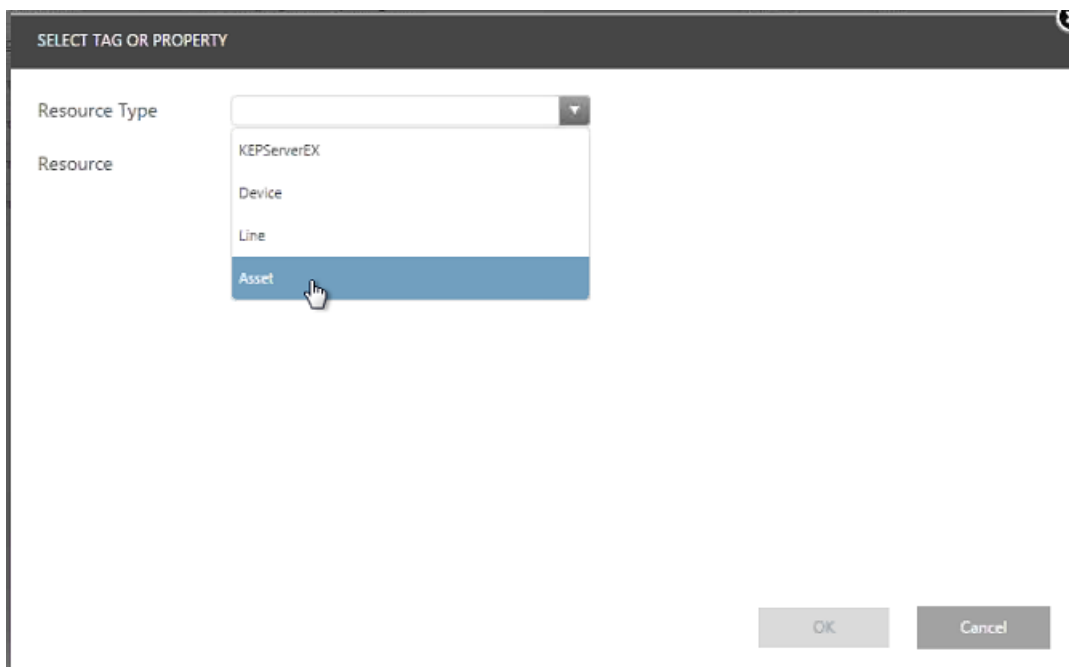 SELECT TAG OR PROPERTY
Resource Type
KEPServerEX
Resource
Device
Line
Asset
OK
Cancel